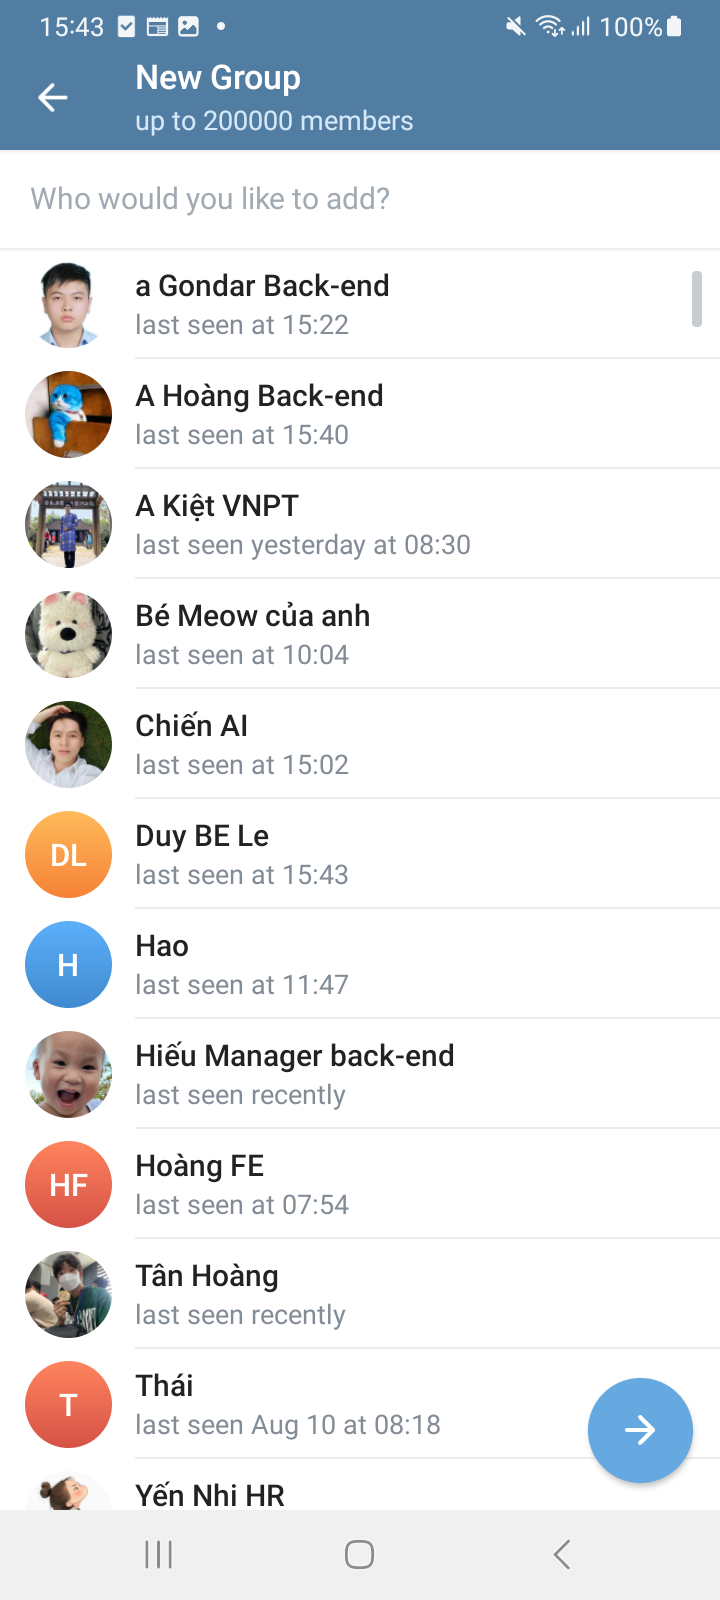 15:43
100%
New Group
up to 200000 members
Who would you like to add?
a Gondar Back-end
last seen at 15:22
A Hoàng Back-end
last seen at 15:40
A Kiệt VNPT
last seen yesterday at 08:30
Bé Meow của anh
last seen at 10:04
Chiến AI
last seen at 15:02
DL
Duy BE Le
last seen at 15:43
H
Hao
last seen at 11:47
Hiếu Manager back-end
last seen recently
HF
Hoàng FE
last seen at 07:54
Tân Hoàng
last seen recently
T
Thái
last seen Aug 10 at 08:18
Yến Nhi HR